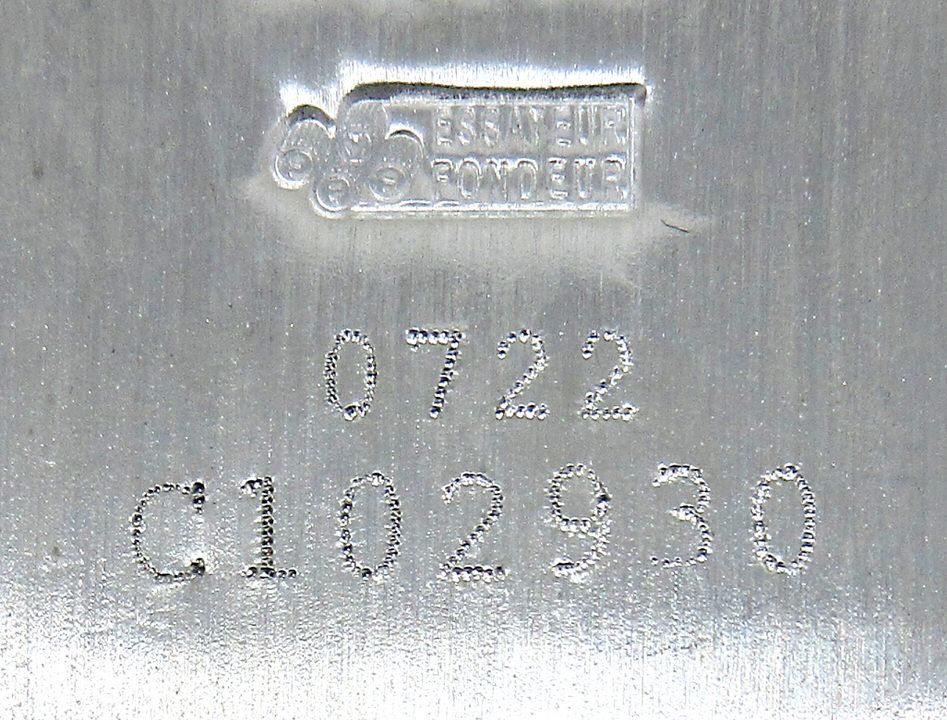 ESSAYEUR
FONDEUR
0722
C102930